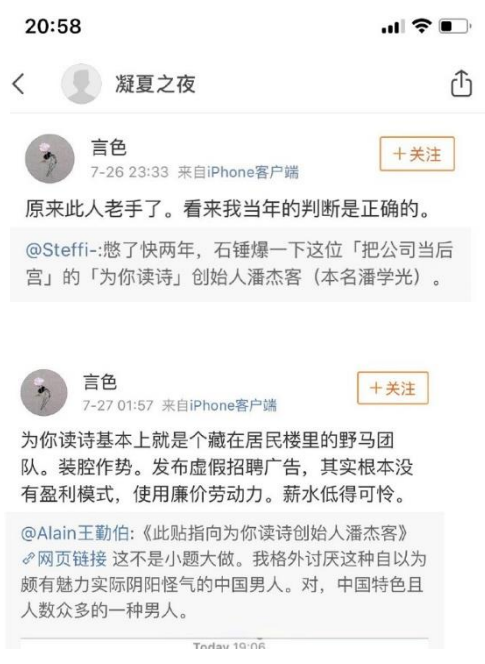 20:58
凝夏之夜
言色
+关注
7-26 23:33 来自iPhone客户端
原来此人老手了。看来我当年的判断是正确的。
@Steffi-:憋了快两年，石锤爆一下这位「把公司当后
宫」的「为你读诗」创始人潘杰客（本名潘学光）。
言色
+关注
7-27 01:57 来自iPhone客户端
为你读诗基本上就是个藏在居民楼里的野马团
队。装腔作势。发布虚假招聘广告，其实根本没
有盈利模式，使用廉价劳动力。薪水低得可怜。
@Alain王勤伯:《此贴指向为你读诗创始人潘杰客》
网页链接 这不是小题大做。我格外讨厌这种自以为
颇有魅力实际阴阳怪气的中国男人。对，中国特色且
人数众多的一种男人。
Today 19:06